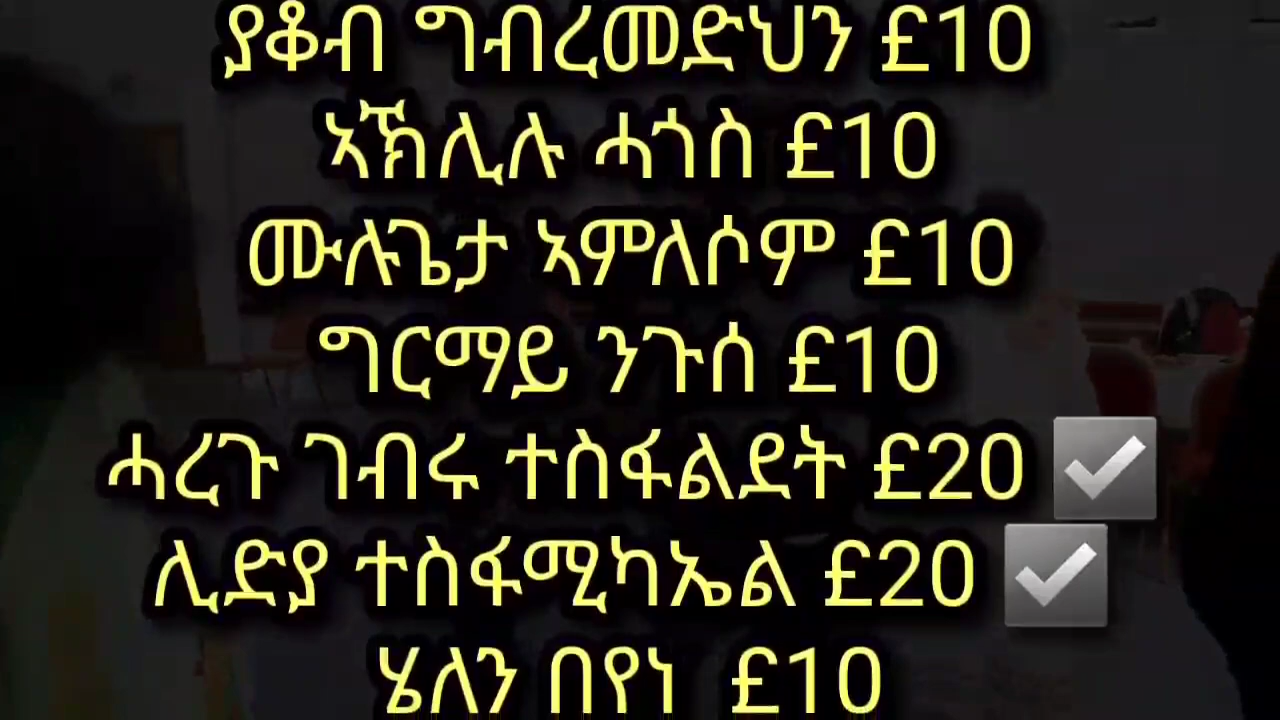 ያቆብ ግብረመድህን £10
ኣኽሊሉ ሓጎስ £10
ሙሉጌታ ኣምለሶም £10
ግርማይ ንጉሰ £10
ሓረጉ ገብሩ ተስፋልደት £20 ✔
ሊድያ ተስፋሚካኤል £20 ✔
ሄለን በየነ £10